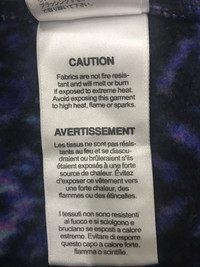 CAUTION
Fabrics are not fire resis-
tant and will melt or burn
if exposed to extreme heat.
Avoid exposing this garment
to high heat, flame or sparks.
AVERTISSEMENT
Les tissus ne sont pas résis-
tants au feu et se dissou-
draient ou brûleraient s'ils
étaient exposés à une forte
source de chaleur. Évitez
d'exposer ce vêtement vers
une forte chaleur, des
flammes ou des étincelles.
I tessuti non sono resistenti
al fuoco e si sciolgono e
bruciano se esposti a calore
estremo. Evitare di esporre
questo capo a calore forte,
fiamma o scintille.